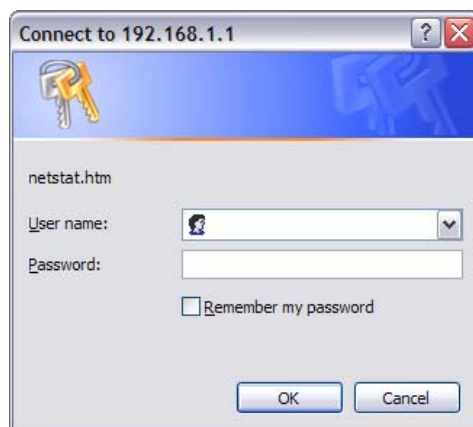 Connect to 192.168.1.1
netstat.htm
User name:
Password:
Remember my password
OK Cancel